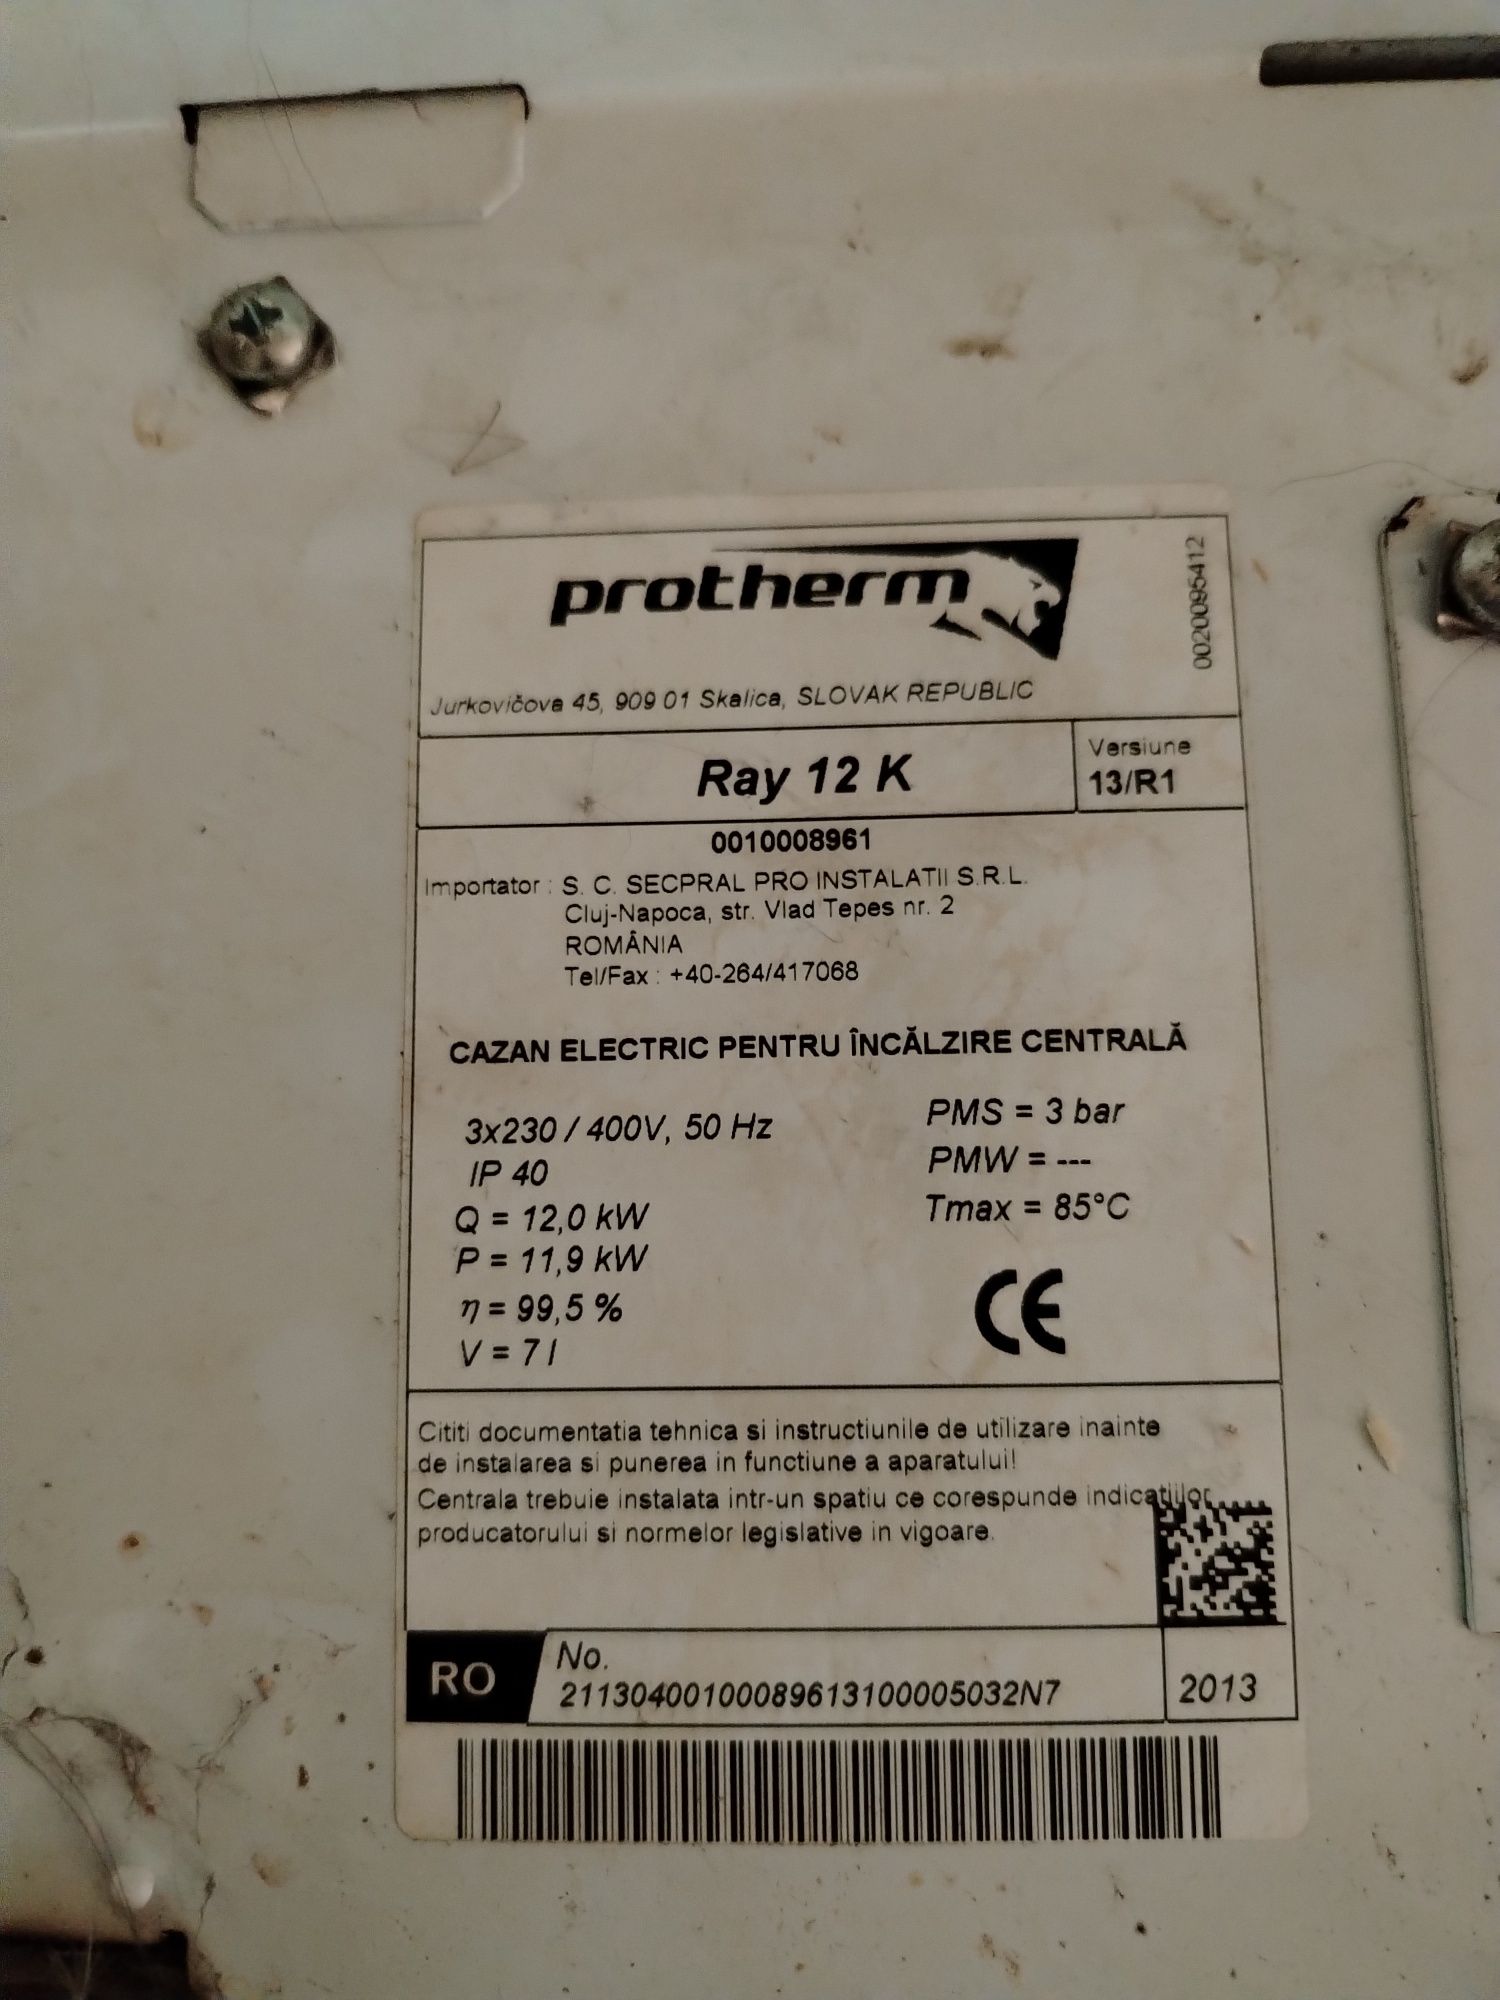 protherm
0020095412
Jurkovičova 45, 909 01 Skalica, SLOVAK REPUBLIC
Ray 12 K
Versiune
13/R1
0010008961
Importator : S. C. SECPRAL PRO INSTALATII S.R.L.
Cluj-Napoca, str. Vlad Tepes nr. 2
ROMÂNIA
Tel/Fax : +40-264/417068
CAZAN ELECTRIC PENTRU ÎNCĂLZIRE CENTRALĂ
3x230 / 400V, 50 Hz
IP 40
Q = 12,0 kW
P = 11,9 kW
η = 99,5 %
V = 7 l
PMS = 3 bar
PMW = ---
Tmax = 85°C
CE
Cititi documentatia tehnica si instructiunile de utilizare inainte
de instalarea si punerea in functiune a aparatului!
Centrala trebuie instalata intr-un spatiu ce corespunde indicatiilor
producatorului si normelor legislative in vigoare.
RO
No.
21130400100089613100005032N7
2013